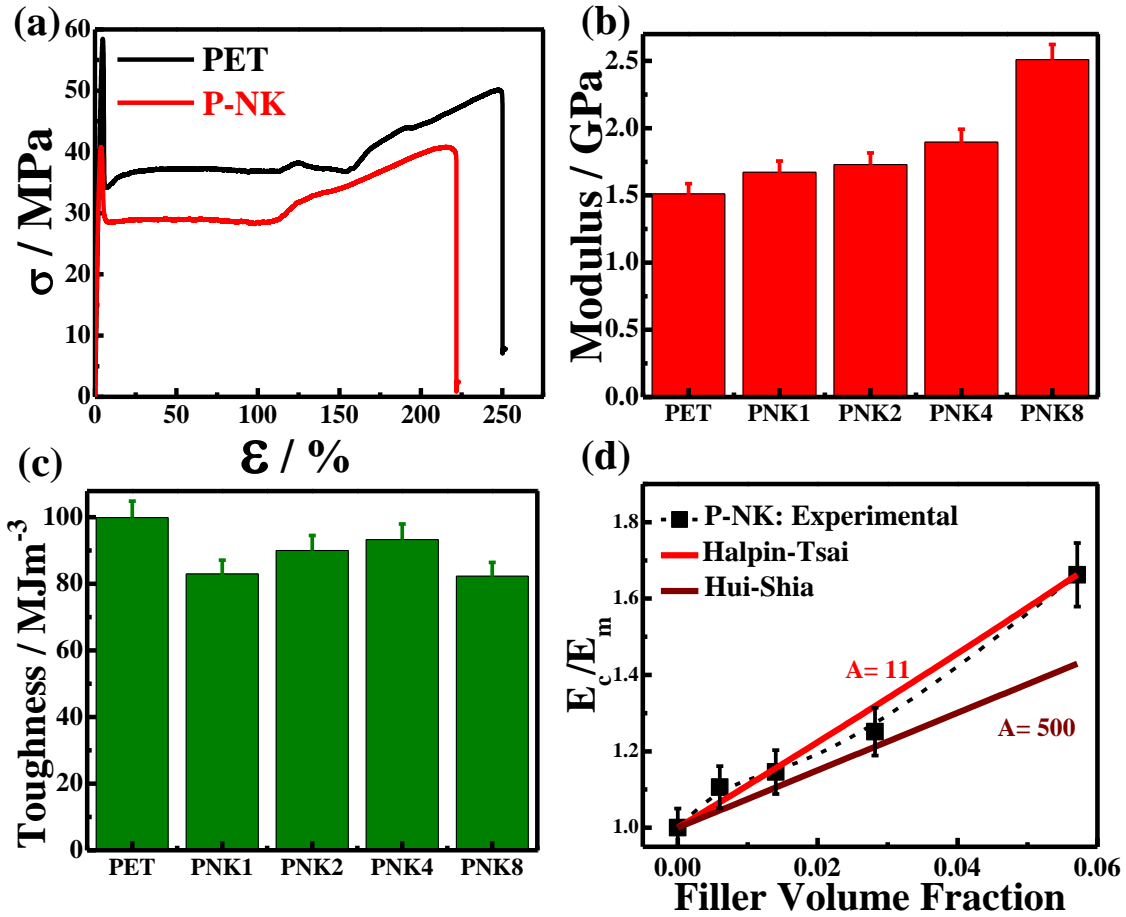 (a)
60
50
40
30
20
10
0
σ / MPa
PET
P-NK
0
50
100
150
200
250
ε / %
(b)
2.5
2.0
1.5
1.0
0.5
0.0
Modulus / GPa
PET
PNK1
PNK2
PNK4
PNK8
(c)
100
80
60
40
20
0
Toughness / MJm⁻³
PET
PNK1
PNK2
PNK4
PNK8
(d)
1.8
1.6
1.4
1.2
1.0
E_c/E_m
P-NK: Experimental
Halpin-Tsai
Hui-Shia
A= 11
A= 500
0.00
0.02
0.04
0.06
Filler Volume Fraction